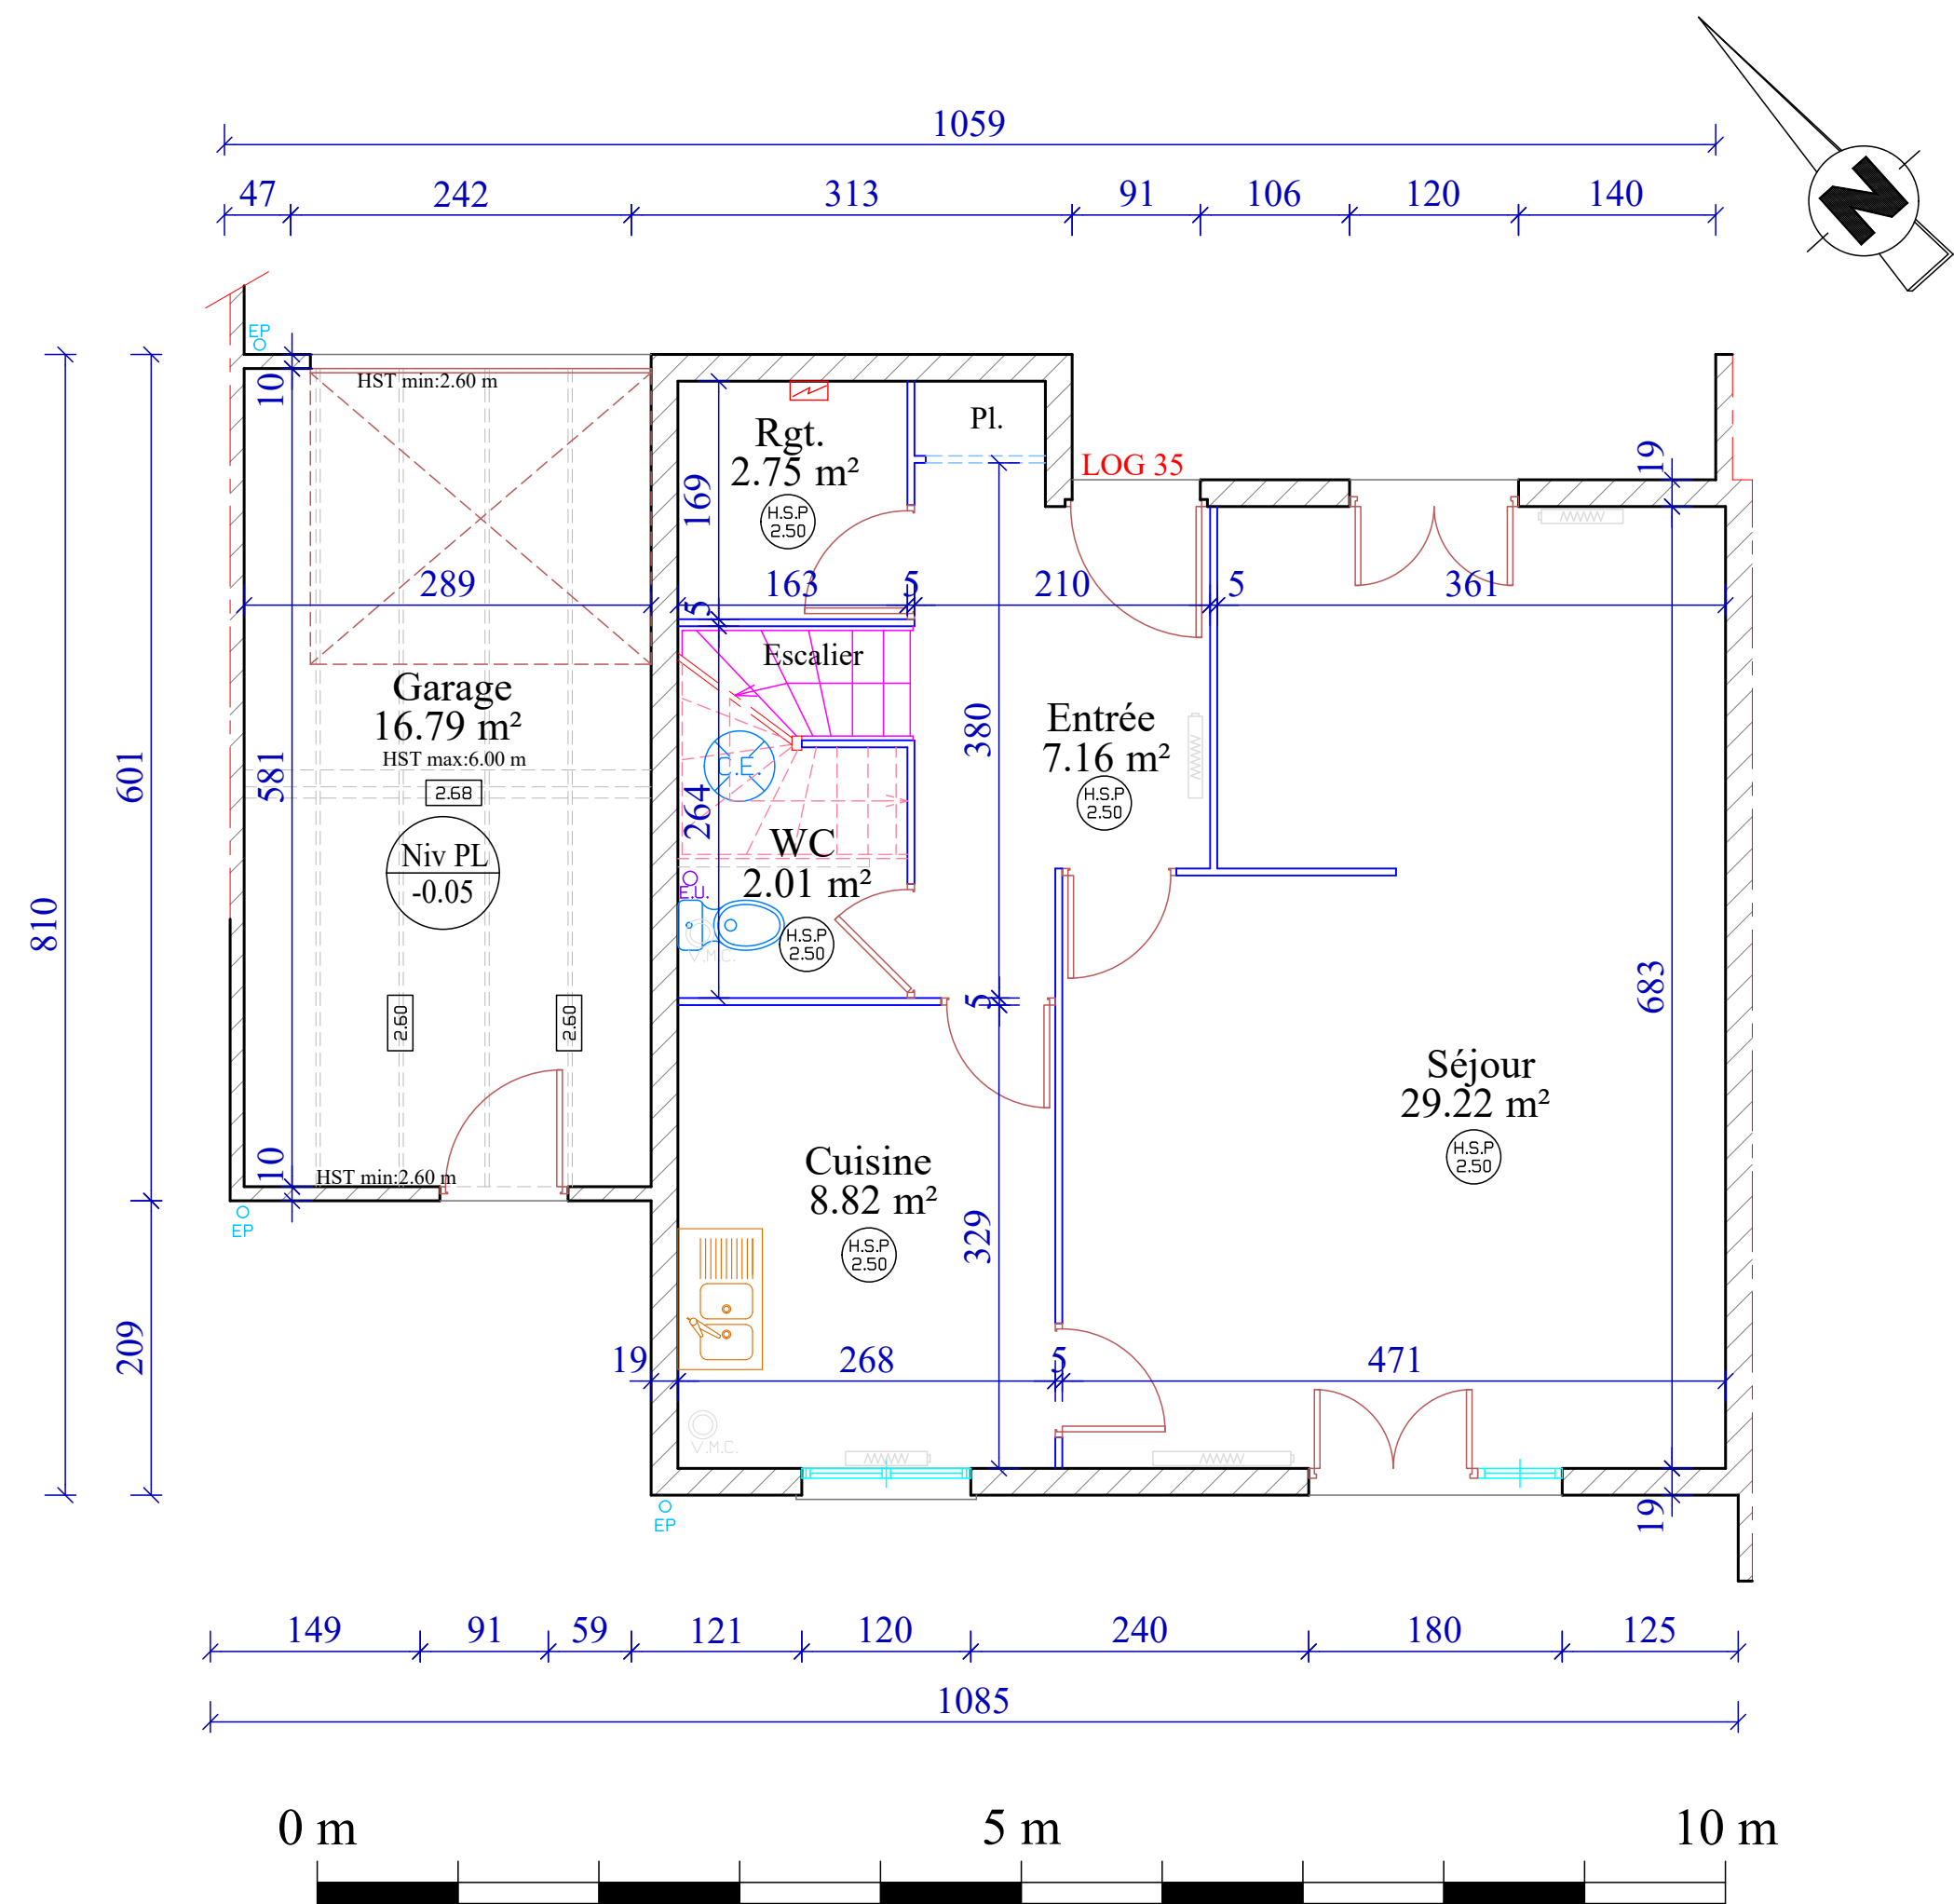 1059
47 242 313 91 106 120 140
N
EP
10
HST min:2.60 m
Pl.
Rgt.
2.75 m²
H.S.P
2.50
LOG 35
19
169
289
163
5
210
5
361
5
Escalier
Garage
16.79 m²
HST max:6.00 m
2.68
Niv PL
-0.05
601
581
810
C.E.
264
WC
2.01 m²
E.U.
H.S.P
2.50
V.M.C.
380
Entrée
7.16 m²
H.S.P
2.50
683
5
2.60
2.60
Séjour
29.22 m²
H.S.P
2.50
Cuisine
8.82 m²
H.S.P
2.50
329
10
HST min:2.60 m
EP
209
19
268
5
471
V.M.C.
EP
19
149 91 59 121 120 240 180 125
1085
0 m 5 m 10 m